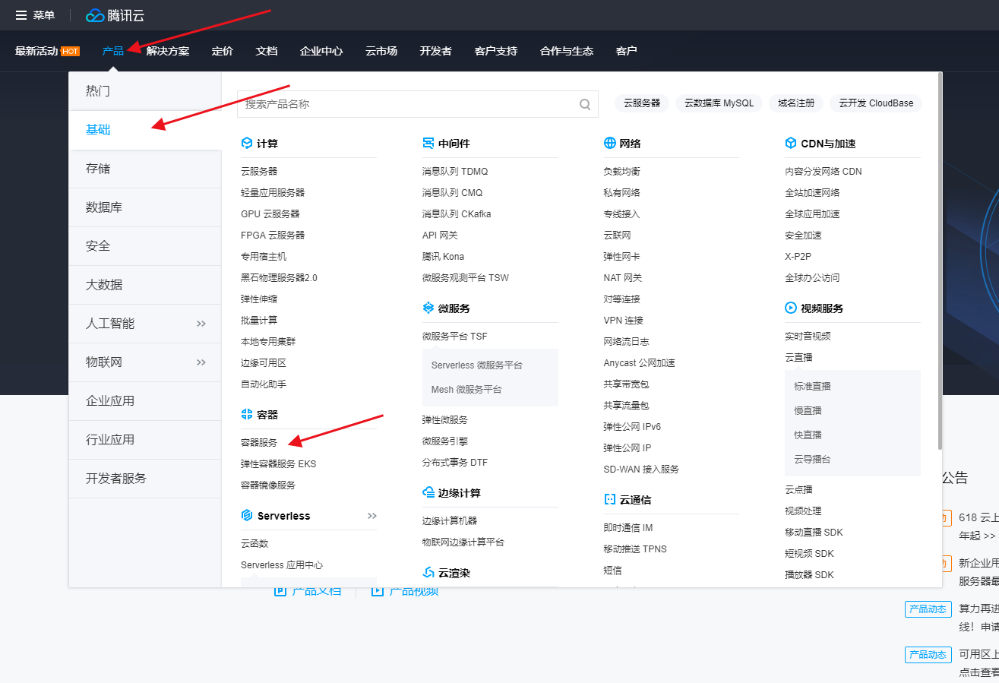 菜单
腾讯云
最新活动 HOT 产品 解决方案 定价 文档 企业中心 云市场 开发者 客户支持 合作与生态 客户
热门
基础
存储
数据库
安全
大数据
人工智能
物联网
企业应用
行业应用
开发者服务
搜索产品名称
云服务器 云数据库 MySQL 域名注册 云开发 CloudBase
计算
云服务器
轻量应用服务器
GPU 云服务器
FPGA 云服务器
专用宿主机
黑石物理服务器2.0
弹性伸缩
批量计算
本地专用集群
边缘可用区
自动化助手
容器
容器服务
弹性容器服务 EKS
容器镜像服务
Serverless
云函数
Serverless 应用中心
中间件
消息队列 TDMQ
消息队列 CMQ
消息队列 CKafka
API 网关
腾讯 Kona
微服务观测平台 TSW
微服务
微服务平台 TSF
Serverless 微服务平台
Mesh 微服务平台
弹性微服务
微服务引擎
分布式事务 DTF
边缘计算
边缘计算机器
物联网边缘计算平台
云渲染
网络
负载均衡
私有网络
专线接入
云联网
弹性网卡
NAT 网关
对等连接
VPN 连接
网络流日志
Anycast 公网加速
共享带宽包
共享流量包
弹性公网 IPv6
弹性公网 IP
SD-WAN 接入服务
云通信
即时通信 IM
移动推送 TPNS
短信
CDN与加速
内容分发网络 CDN
全站加速网络
全球应用加速
安全加速
X-P2P
全球办公访问
视频服务
实时音视频
云直播
标准直播
慢直播
快直播
云导播台
云点播
视频处理
移动直播 SDK
短视频 SDK
播放器 SDK
产品文档 产品视频
公告
618 云上
年起 >>
新企业用
服务器最
产品动态 算力再进
线！申请
产品动态 可用区上
点击查看